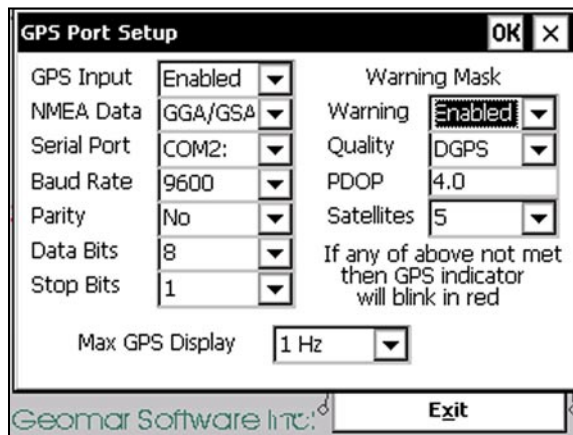 GPS Port Setup OK ×
GPS Input Enabled
NMEA Data GGA/GSA
Serial Port COM2:
Baud Rate 9600
Parity No
Data Bits 8
Stop Bits 1
Warning Mask
Warning Enabled
Quality DGPS
PDOP 4.0
Satellites 5
If any of above not met
then GPS indicator
will blink in red
Max GPS Display 1 Hz
Geomar Software Inc.
Exit